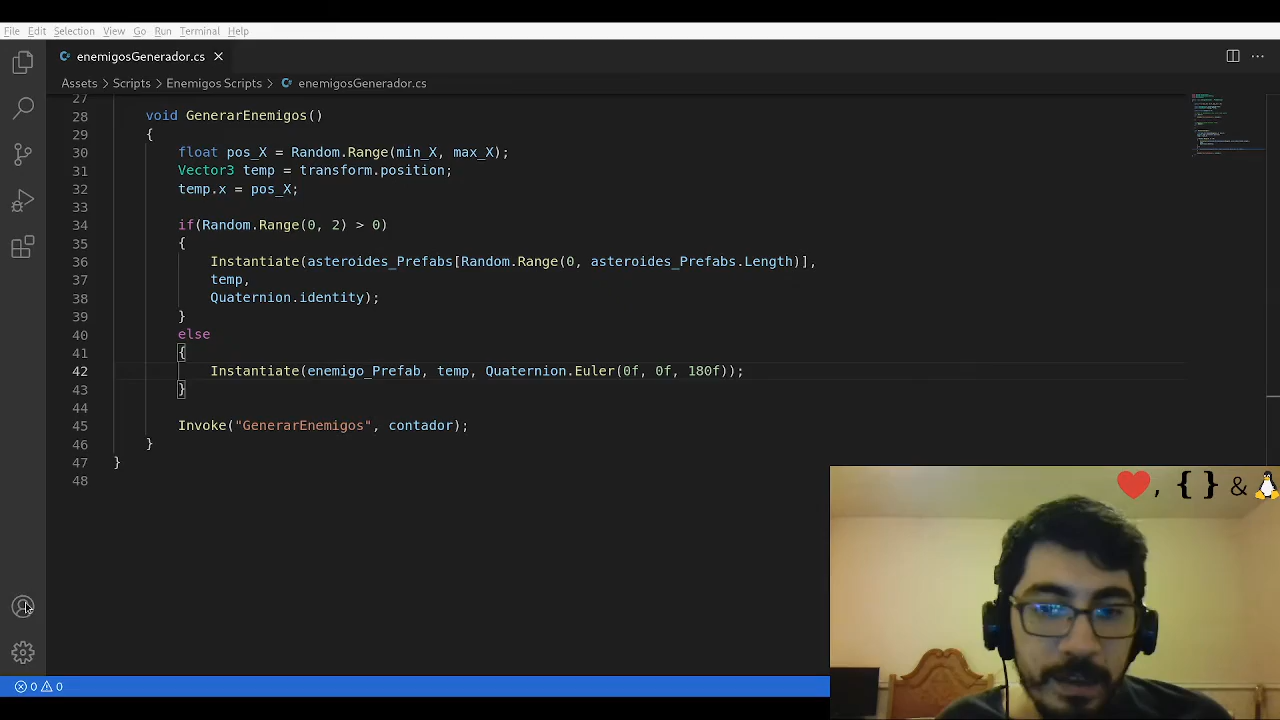 File Edit Selection View Go Run Terminal Help
enemigosGenerador.cs
Assets > Scripts > Enemigos Scripts > enemigosGenerador.cs
27
28 void GenerarEnemigos()
29 {
30 float pos_X = Random.Range(min_X, max_X);
31 Vector3 temp = transform.position;
32 temp.x = pos_X;
33
34 if(Random.Range(0, 2) > 0)
35 {
36 Instantiate(asteroides_Prefabs[Random.Range(0, asteroides_Prefabs.Length)],
37 temp,
38 Quaternion.identity);
39 }
40 else
41 {
42 Instantiate(enemigo_Prefab, temp, Quaternion.Euler(0f, 0f, 180f));
43 }
44
45 Invoke("GenerarEnemigos", contador);
46 }
47 }
48
, { } &
0 0